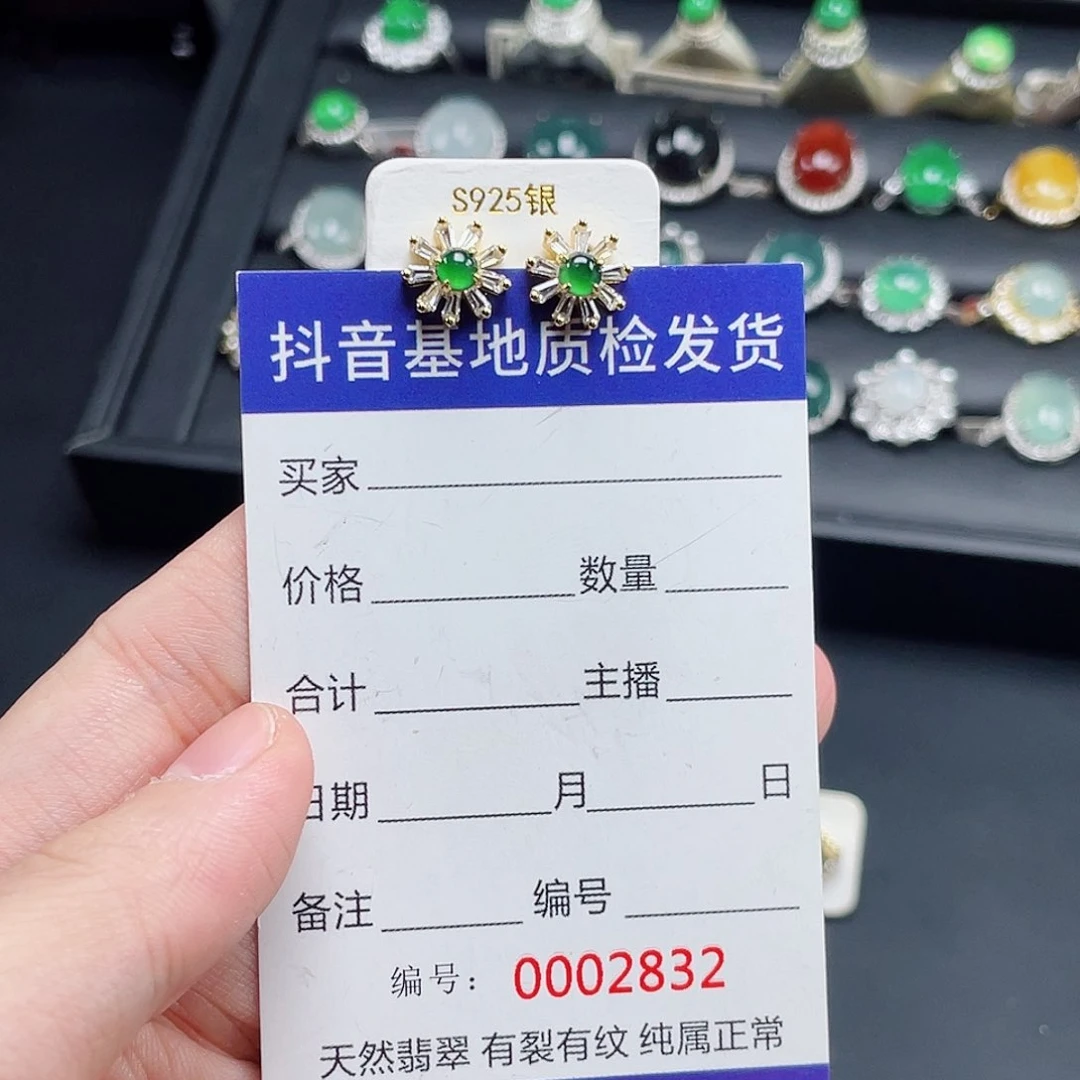 S925银
抖音基地质检发货
买家
价格 数量
合计 主播
日期 月 日
备注 编号
编号: 0002832
天然翡翠 有裂有纹 纯属正常